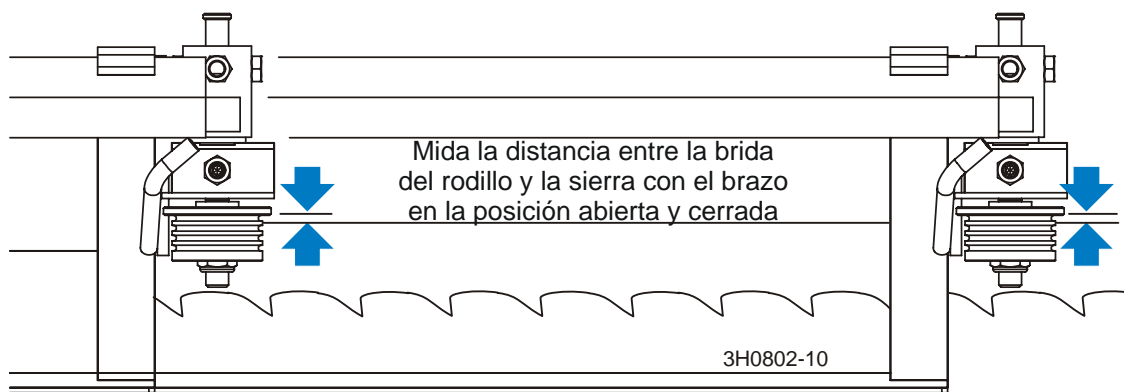 Mida la distancia entre la brida
del rodillo y la sierra con el brazo
en la posición abierta y cerrada
3H0802-10